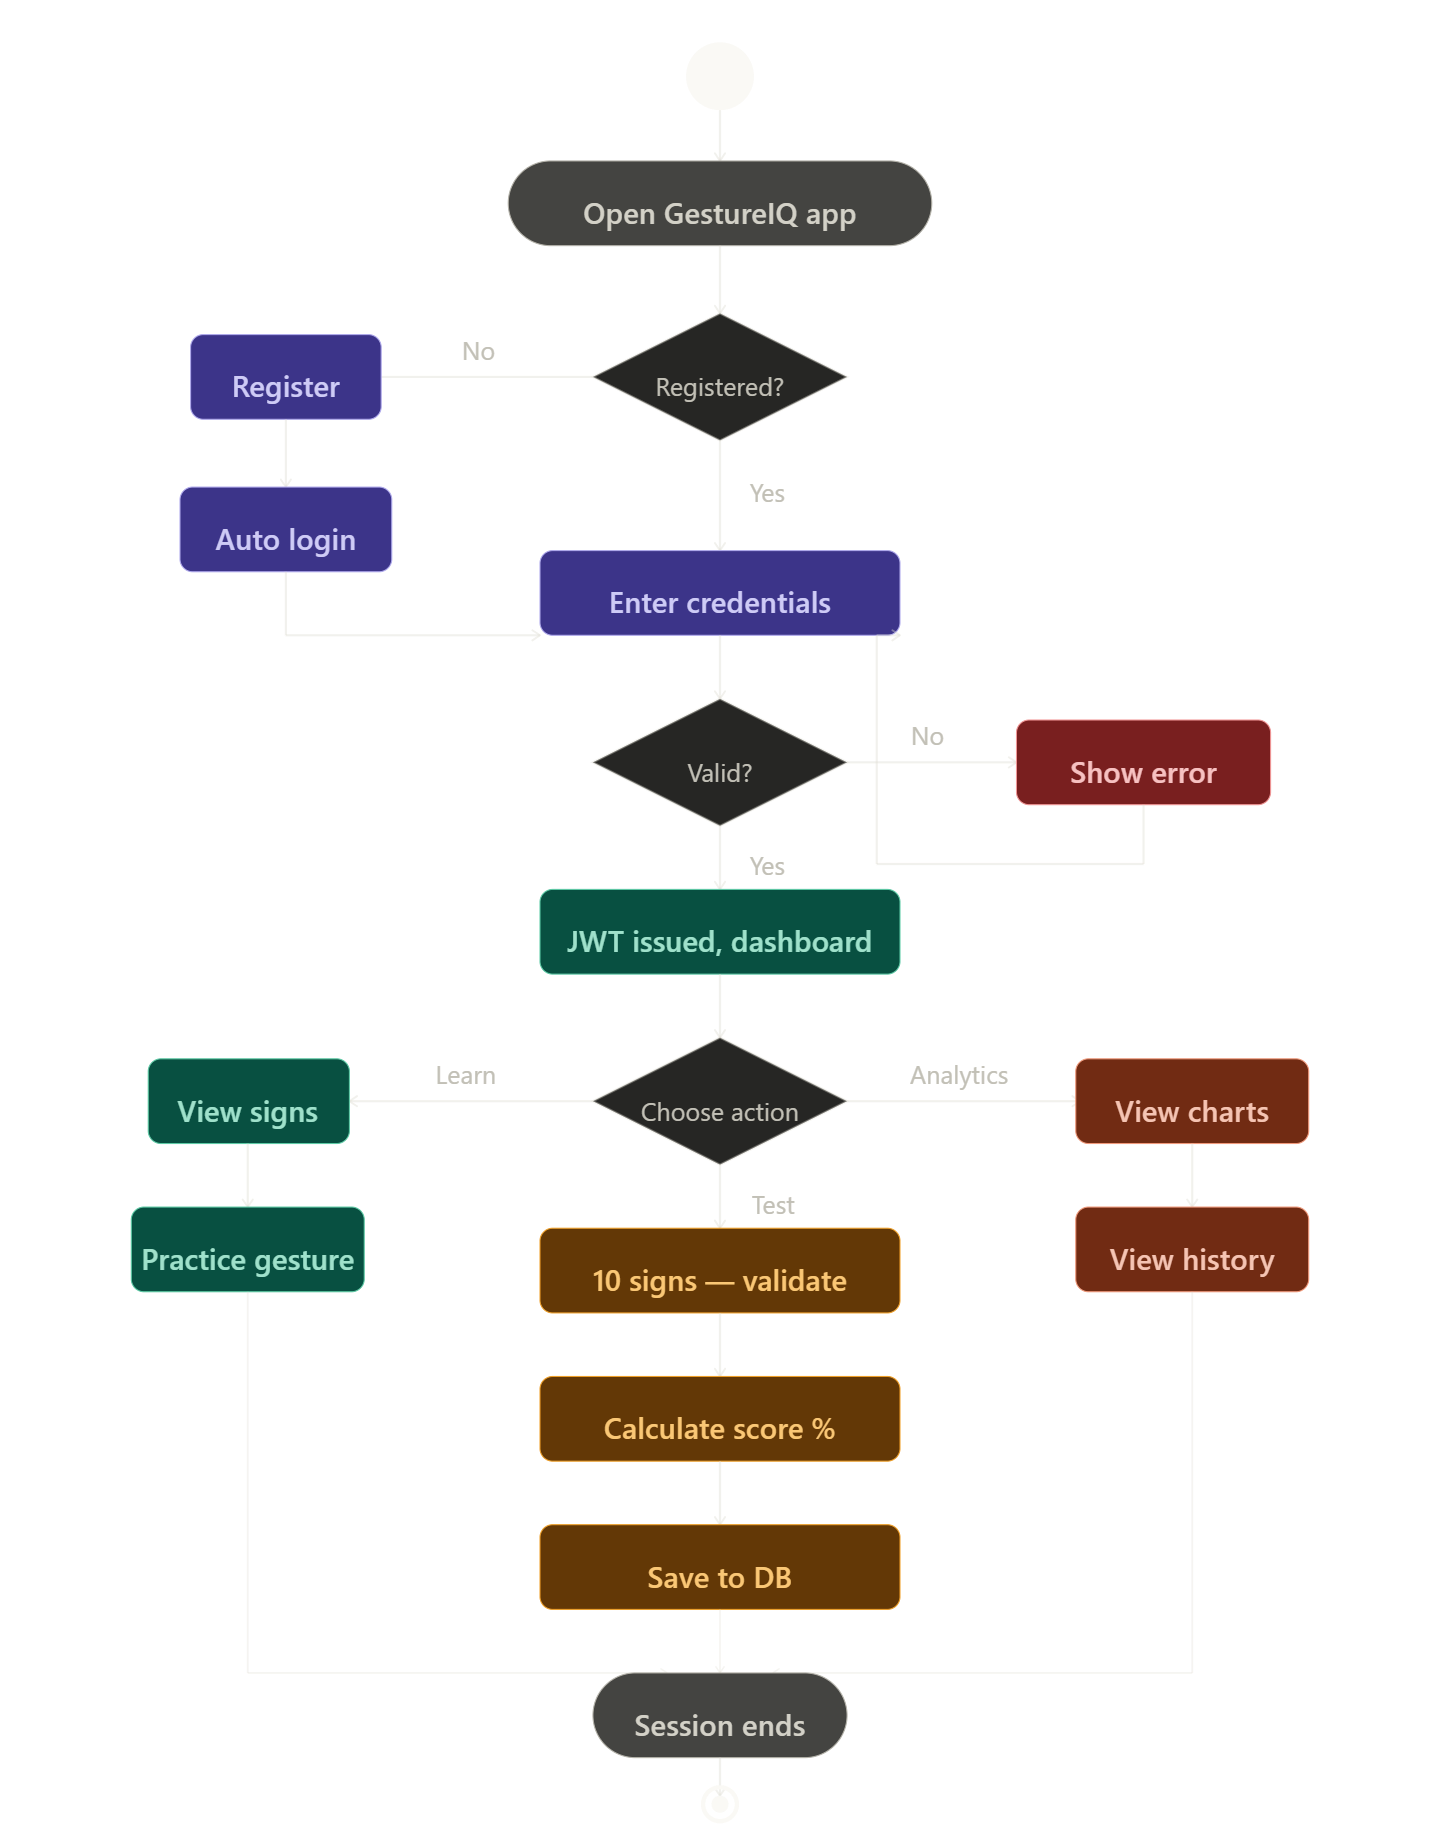 Open GestureIQ app
No
Register
Registered?
Yes
Auto login
Enter credentials
No
Valid?
Show error
Yes
JWT issued, dashboard
Learn
Analytics
View signs
Choose action
View charts
Test
Practice gesture
10 signs — validate
View history
Calculate score %
Save to DB
Session ends